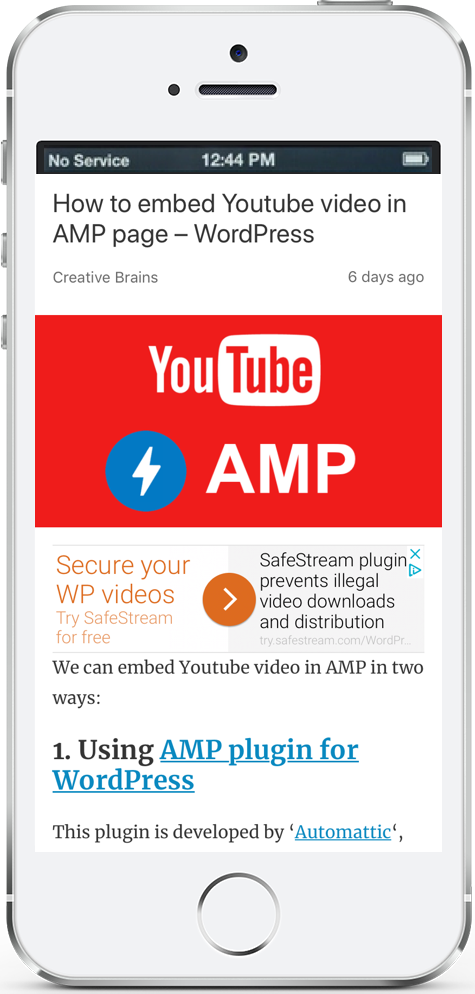 No Service 12:44 PM
How to embed Youtube video in
AMP page – WordPress
Creative Brains 6 days ago
YouTube
AMP
Secure your
WP videos
Try SafeStream
for free
SafeStream plugin
prevents illegal
video downloads
and distribution
try.safestream.com/WordPr...
We can embed Youtube video in AMP in two
ways:
1. Using AMP plugin for
WordPress
This plugin is developed by ‘Automattic‘,